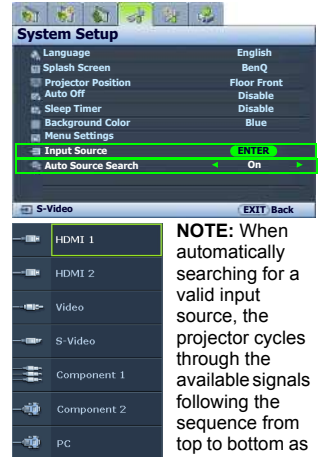 System Setup
Language English
Splash Screen BenQ
Projector Position Floor Front
Auto Off Disable
Sleep Timer Disable
Background Color Blue
Menu Settings
Input Source ENTER
Auto Source Search On
S-Video EXIT Back
HDMI 1
HDMI 2
Video
S-Video
Component 1
Component 2
PC
NOTE: When
automatically
searching for a
valid input
source, the
projector cycles
through the
available signals
following the
sequence from
top to bottom as